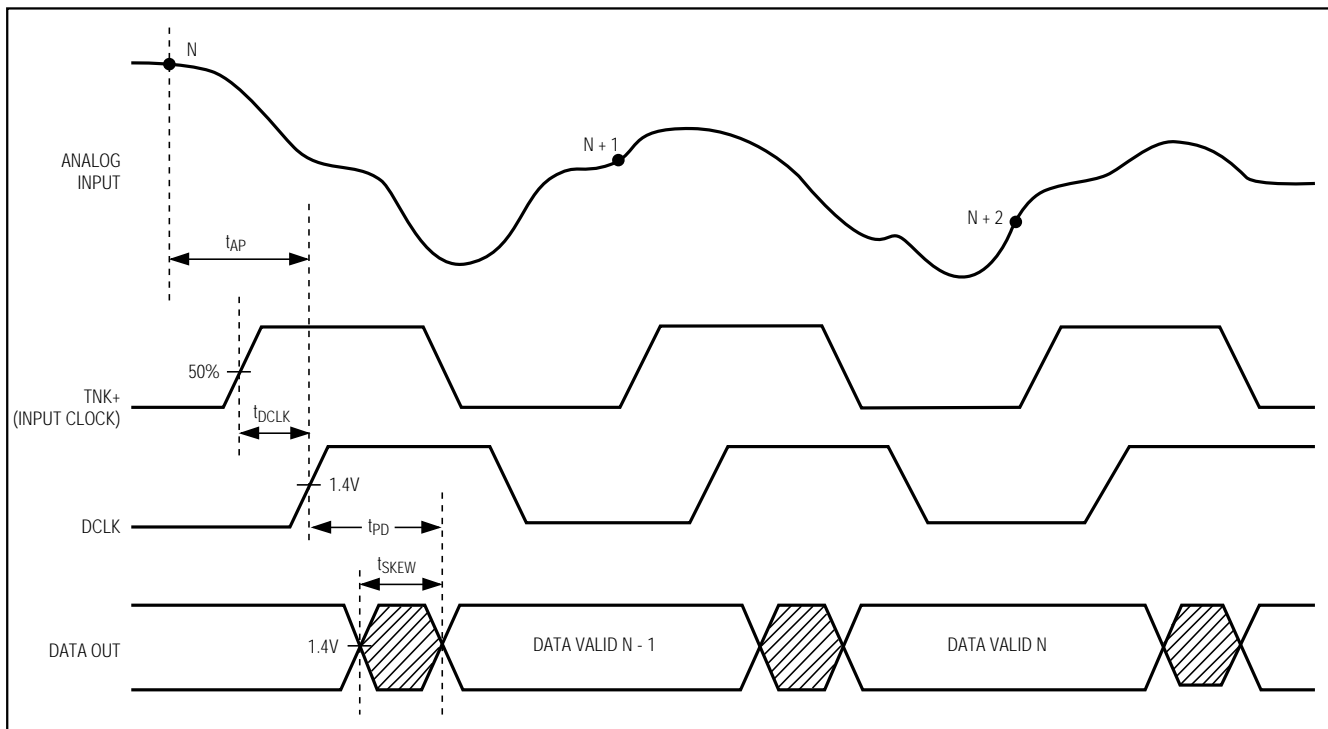 N
ANALOG
INPUT
N + 1
N + 2
tAP
50%
TNK+
(INPUT CLOCK)
tDCLK
1.4V
DCLK
tPD
tSKEW
1.4V
DATA OUT
DATA VALID N - 1
DATA VALID N